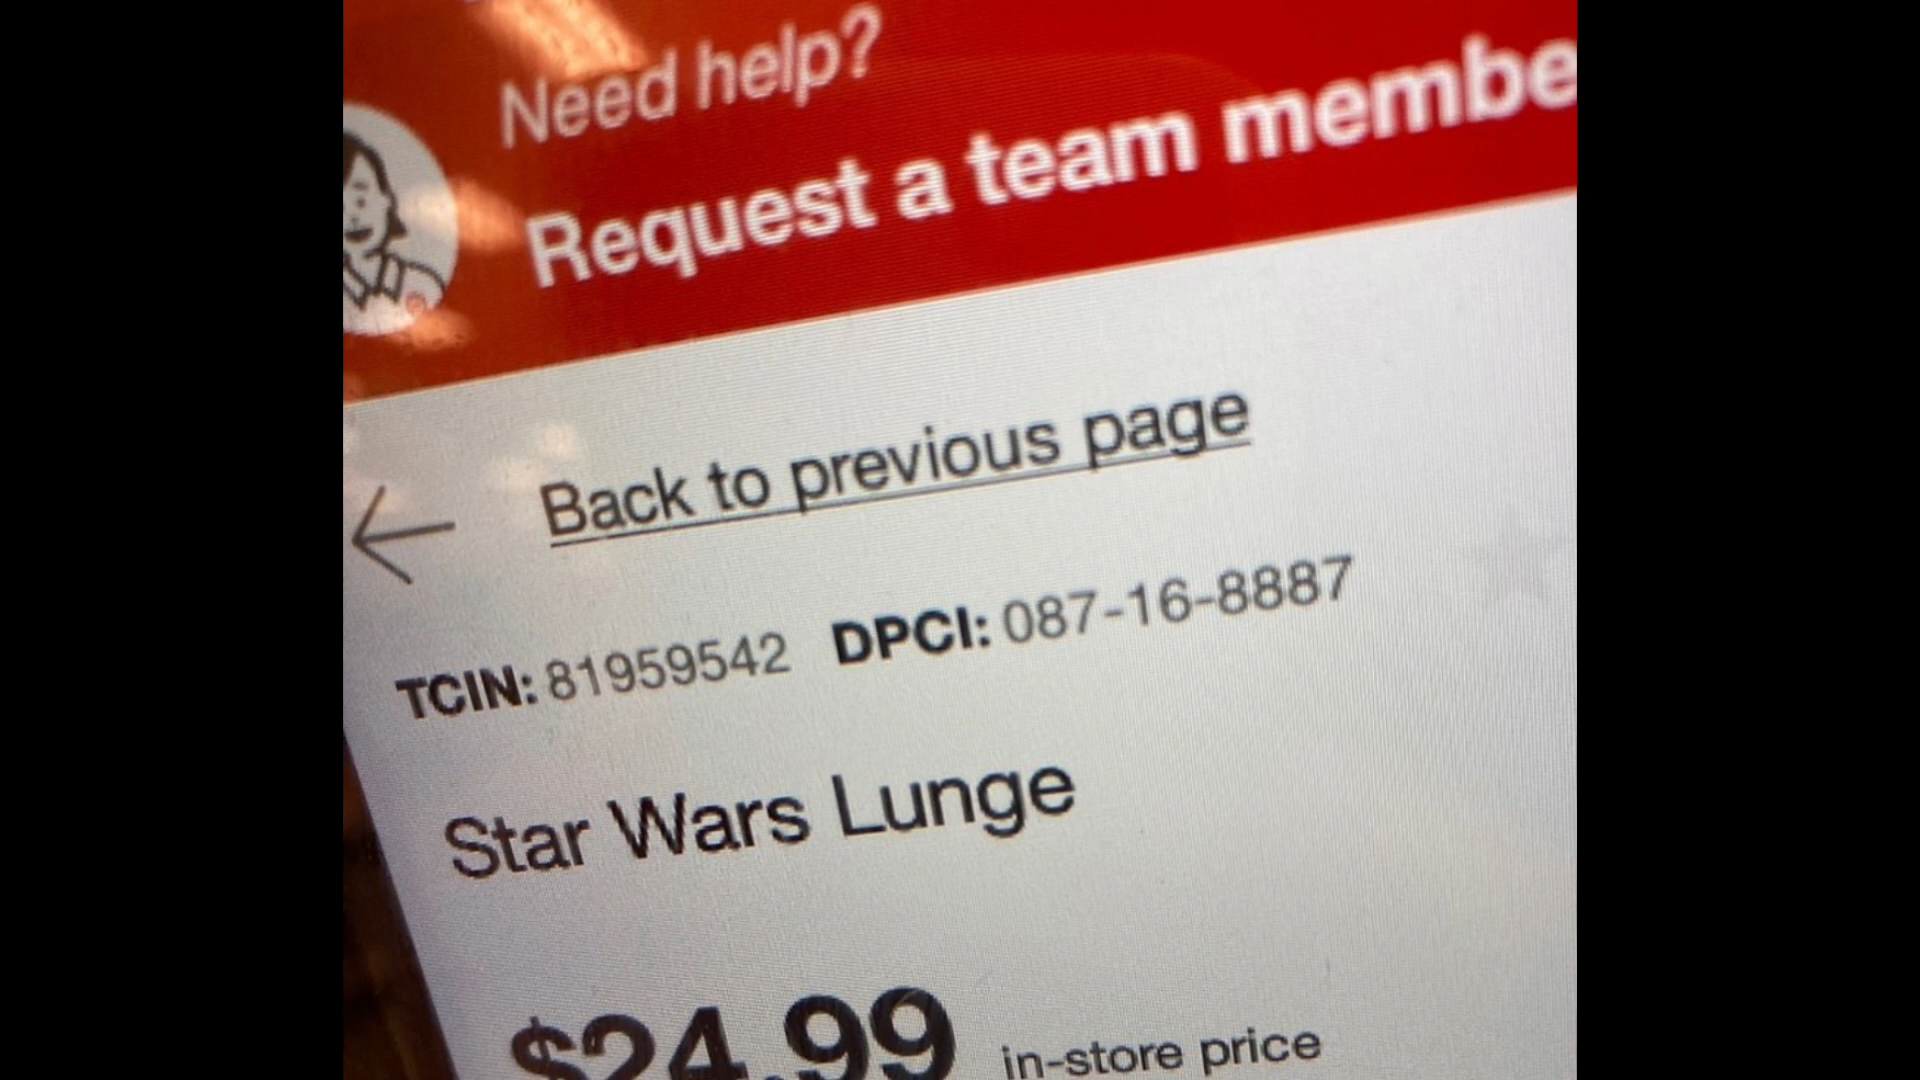 Need help?
Request a team membe
Back to previous page
TCIN: 81959542 DPCI: 087-16-8887
Star Wars Lunge
$24.99 in-store price